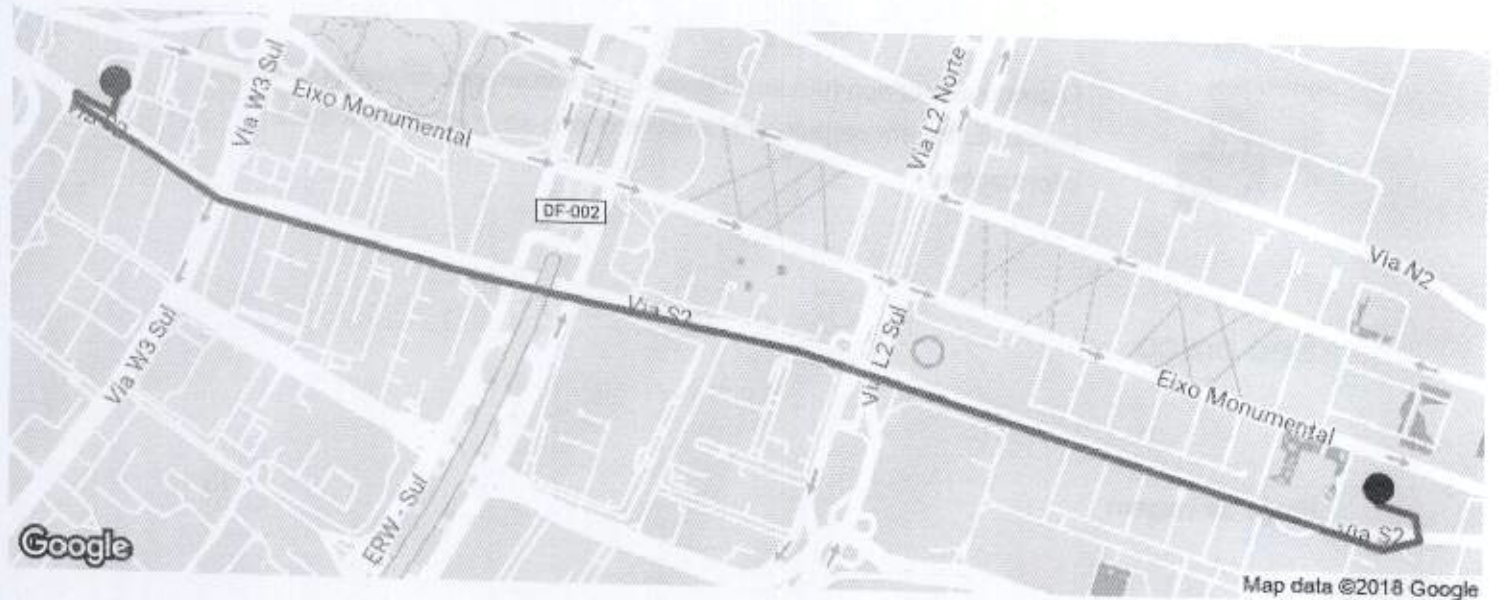 Via W3 Sul
Eixo Monumental
Via L2 Norte
DF-002
Via N2
Via S2
Via W3 Sul
Via L2 Sul
Eixo Monumental
ERW - Sul
Via S2
Google
Map data ©2018 Google